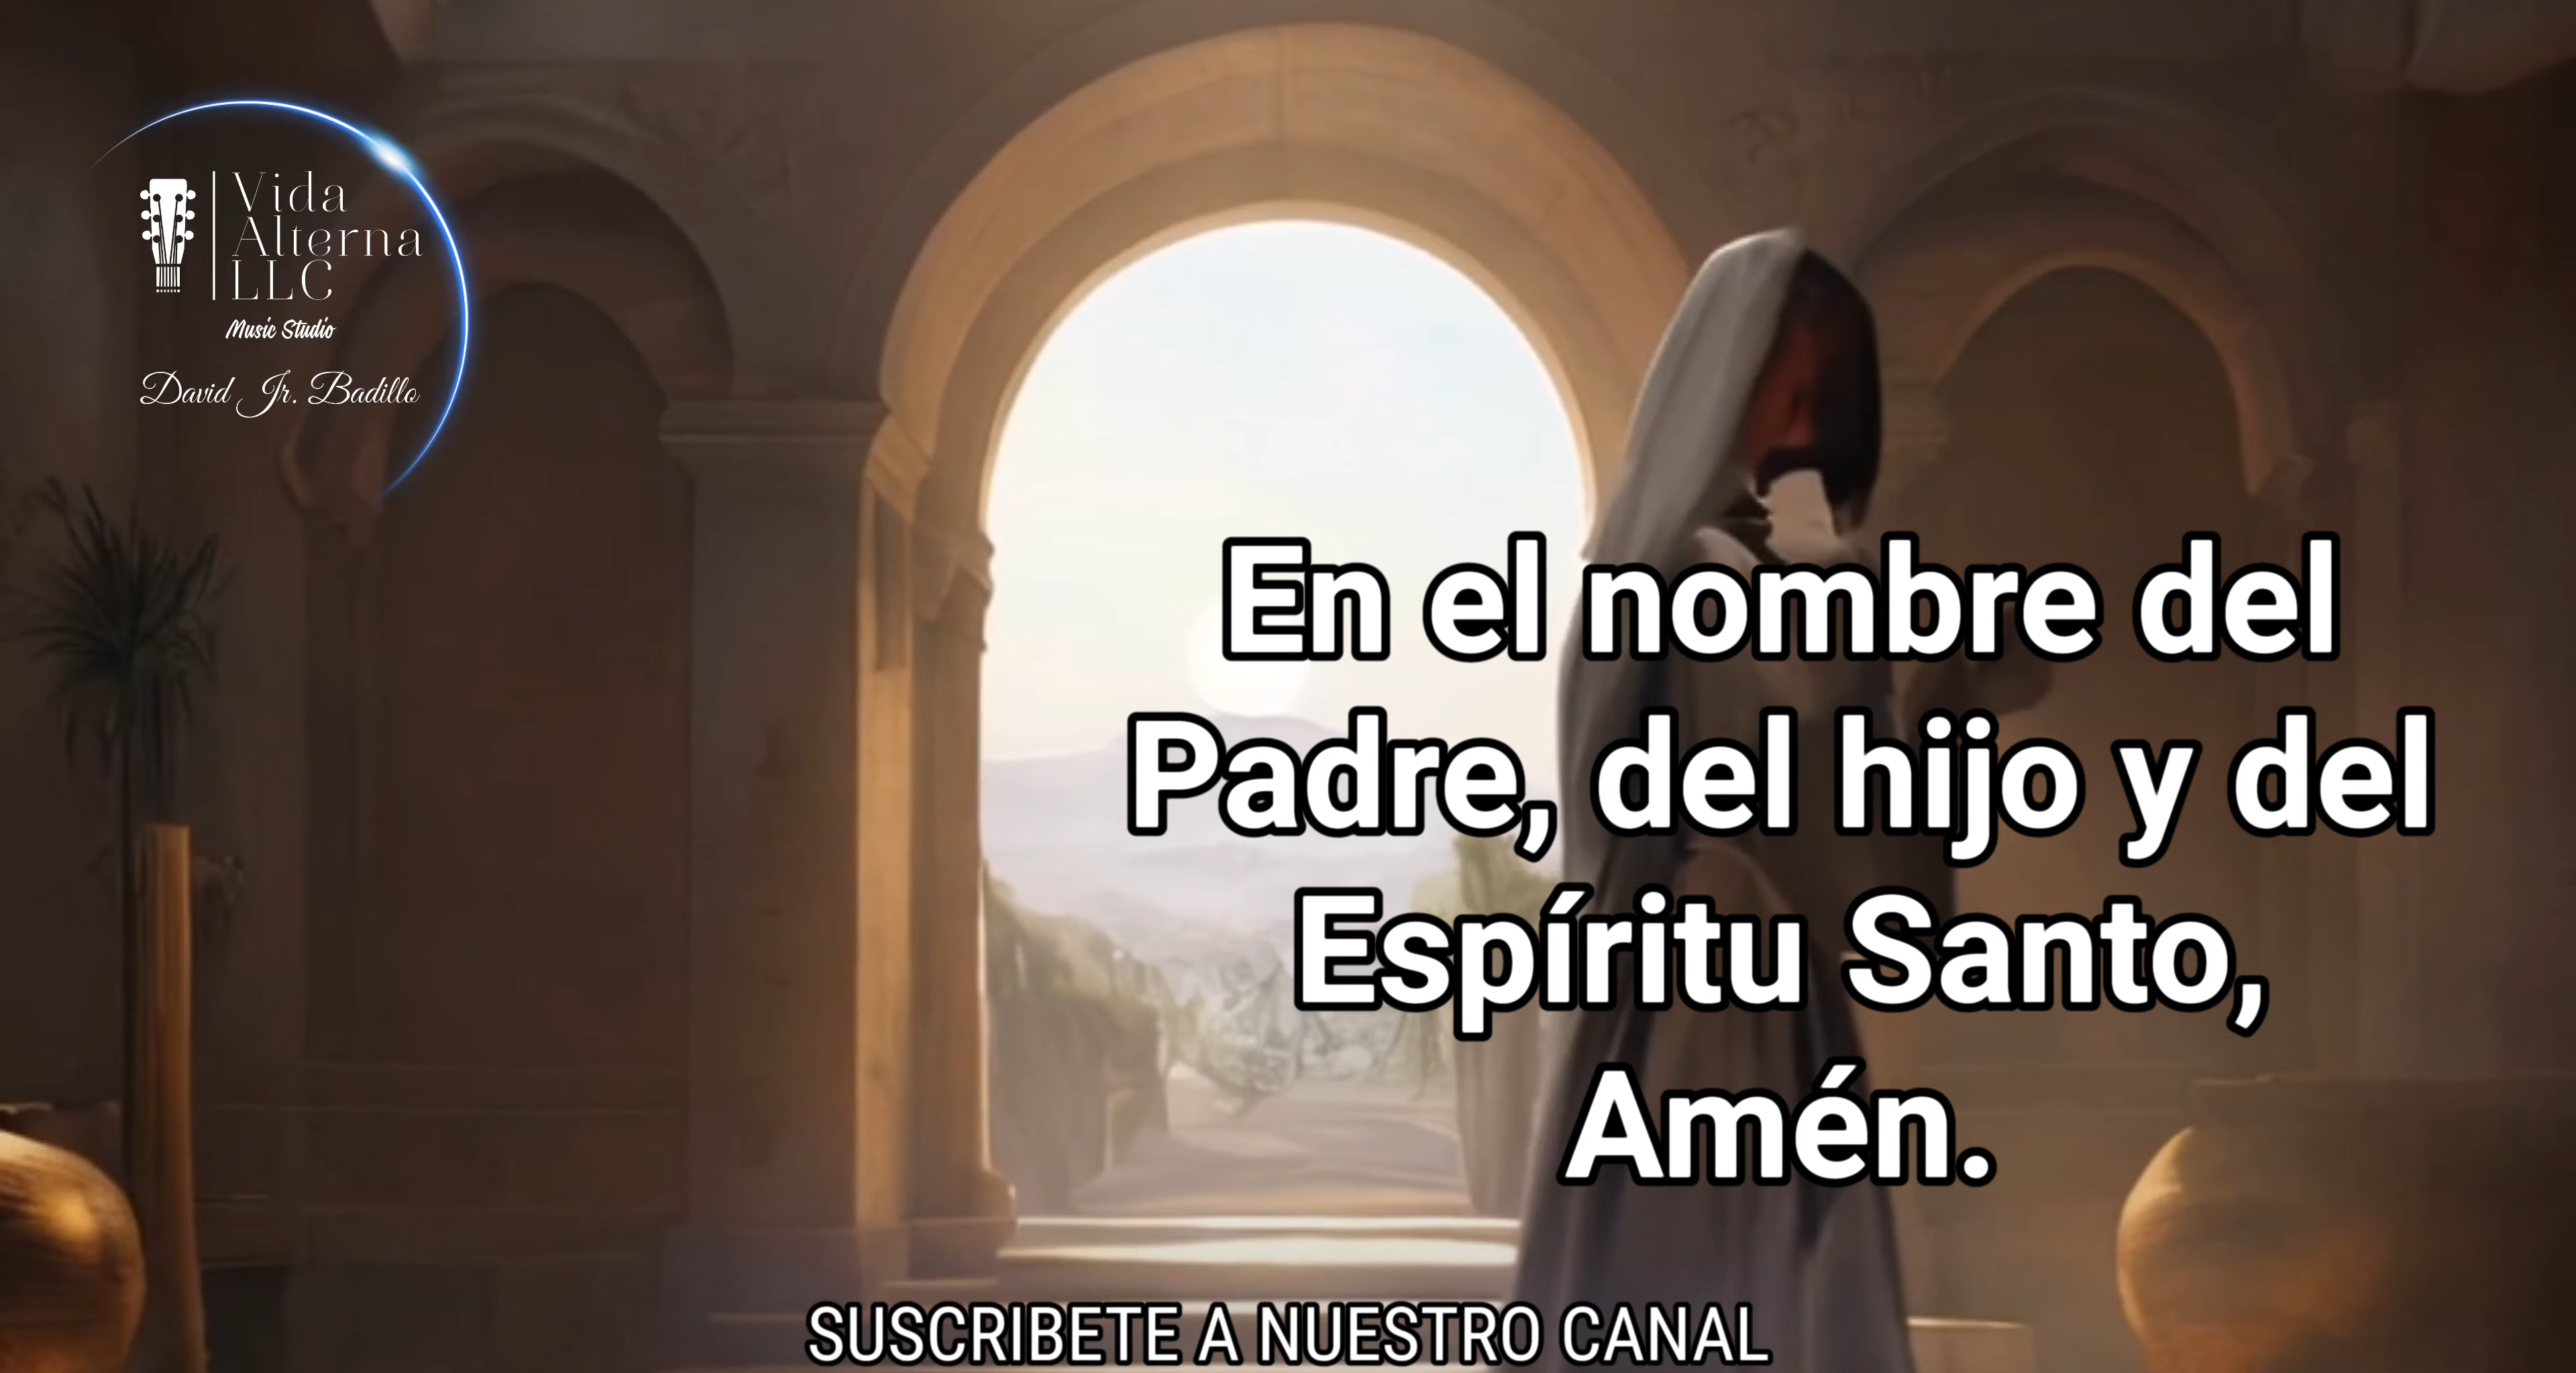 Vida
Alterna
LLC
Music Studio
David Jr. Badillo
En el nombre del
Padre, del hijo y del
Espíritu Santo,
Amén.
SUSCRIBETE A NUESTRO CANAL